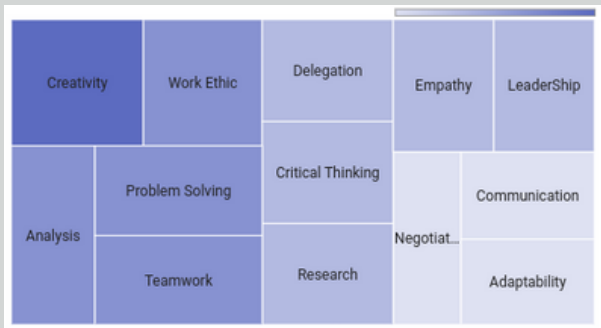 Creativity
Work Ethic
Delegation
Empathy
LeaderShip
Analysis
Problem Solving
Critical Thinking
Negotiat...
Communication
Teamwork
Research
Adaptability